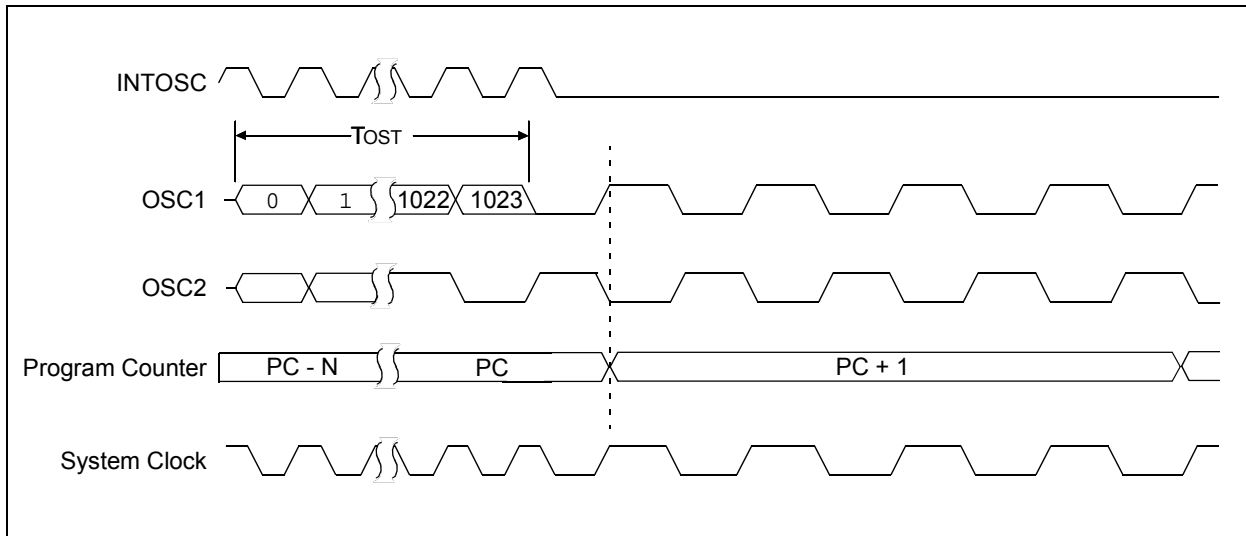 INTOSC
TOST
OSC1 0 1 1022 1023
OSC2
Program Counter PC - N PC PC + 1
System Clock